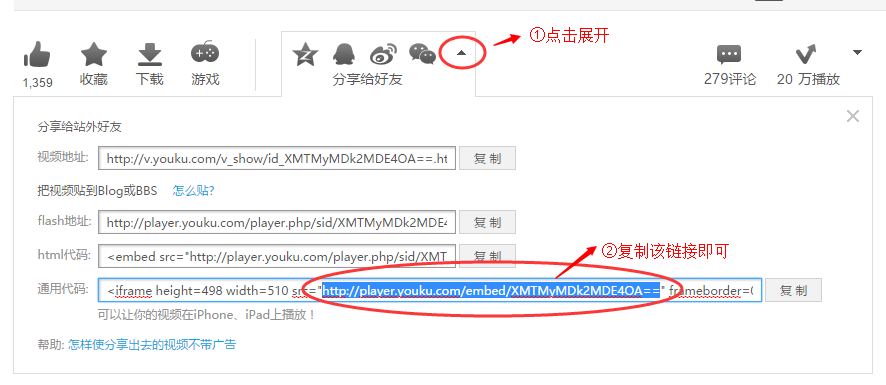 ①点击展开
1,359
收藏
下载
游戏
分享给好友
279评论
20 万播放
分享给站外好友
视频地址: http://v.youku.com/v_show/id_XMTMyMDk2MDE4OA==.ht 复 制
把视频贴到Blog或BBS 怎么贴?
flash地址: http://player.youku.com/player.php/sid/XMTMyMDk2MDE4 复 制
html代码: <embed src="http://player.youku.com/player.php/sid/XMT 复 制
②复制该链接即可
通用代码: <iframe height=498 width=510 src="http://player.youku.com/embed/XMTMyMDk2MDE4OA==" frameborder=0 复 制
可以让你的视频在iPhone、iPad上播放！
帮助: 怎样使分享出去的视频不带广告